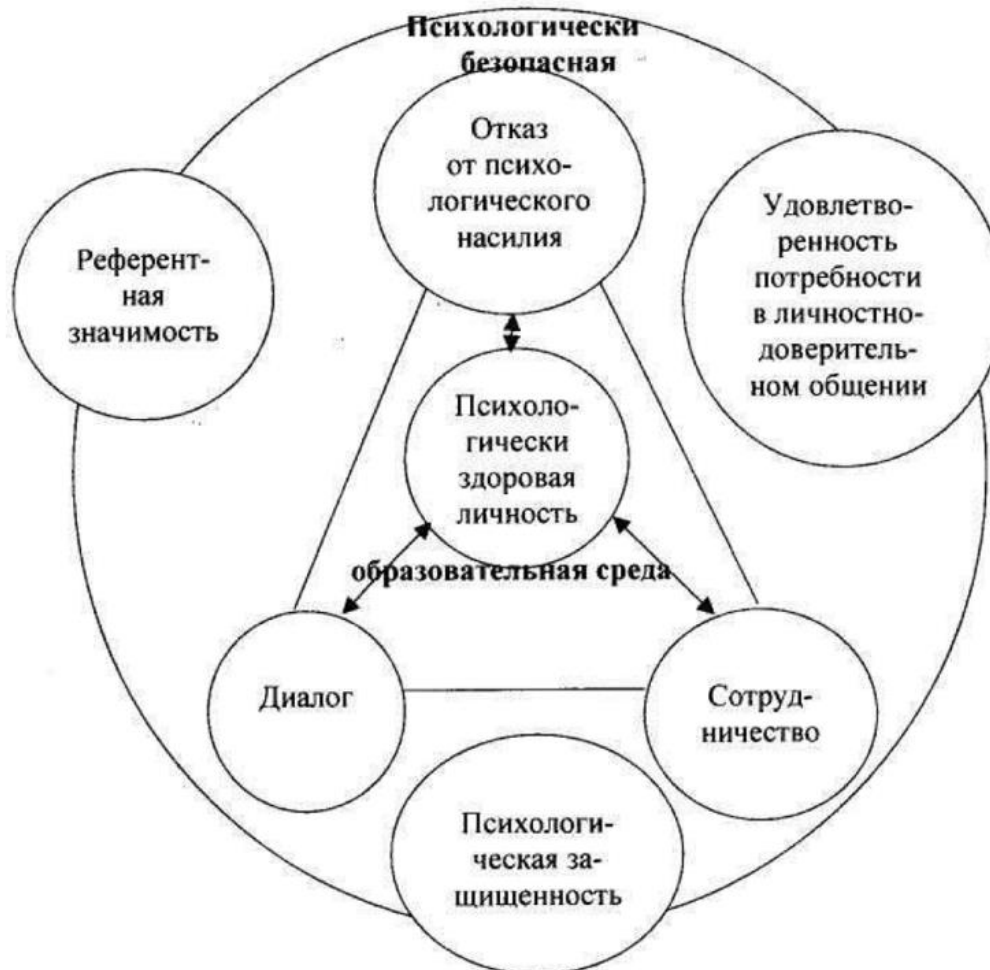 Психологически
безопасная
Отказ
от психо-
логического
насилия
Референт-
ная
значимость
Удовлетво-
ренность
потребности
в личностно-
доверитель-
ном общении
Психоло-
гически
здоровая
личность
образовательная среда
Диалог
Сотруд-
ничество
Психологи-
ческая за-
щищенность